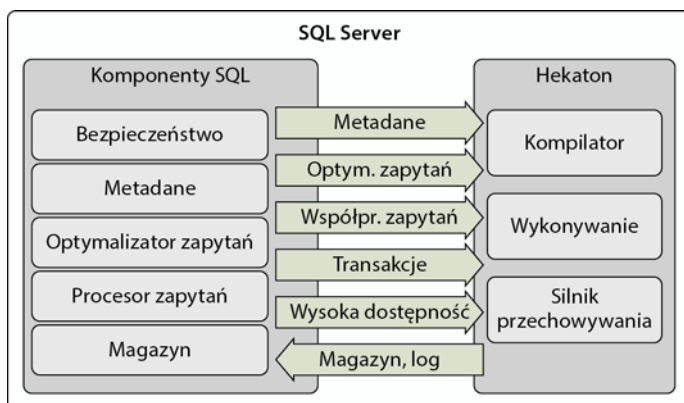 SQL Server
Komponenty SQL
Bezpieczeństwo
Metadane
Optymalizator zapytań
Procesor zapytań
Magazyn
Metadane
Optym. zapytań
Współpr. zapytań
Transakcje
Wysoka dostępność
Magazyn, log
Hekaton
Kompilator
Wykonywanie
Silnik
przechowywania